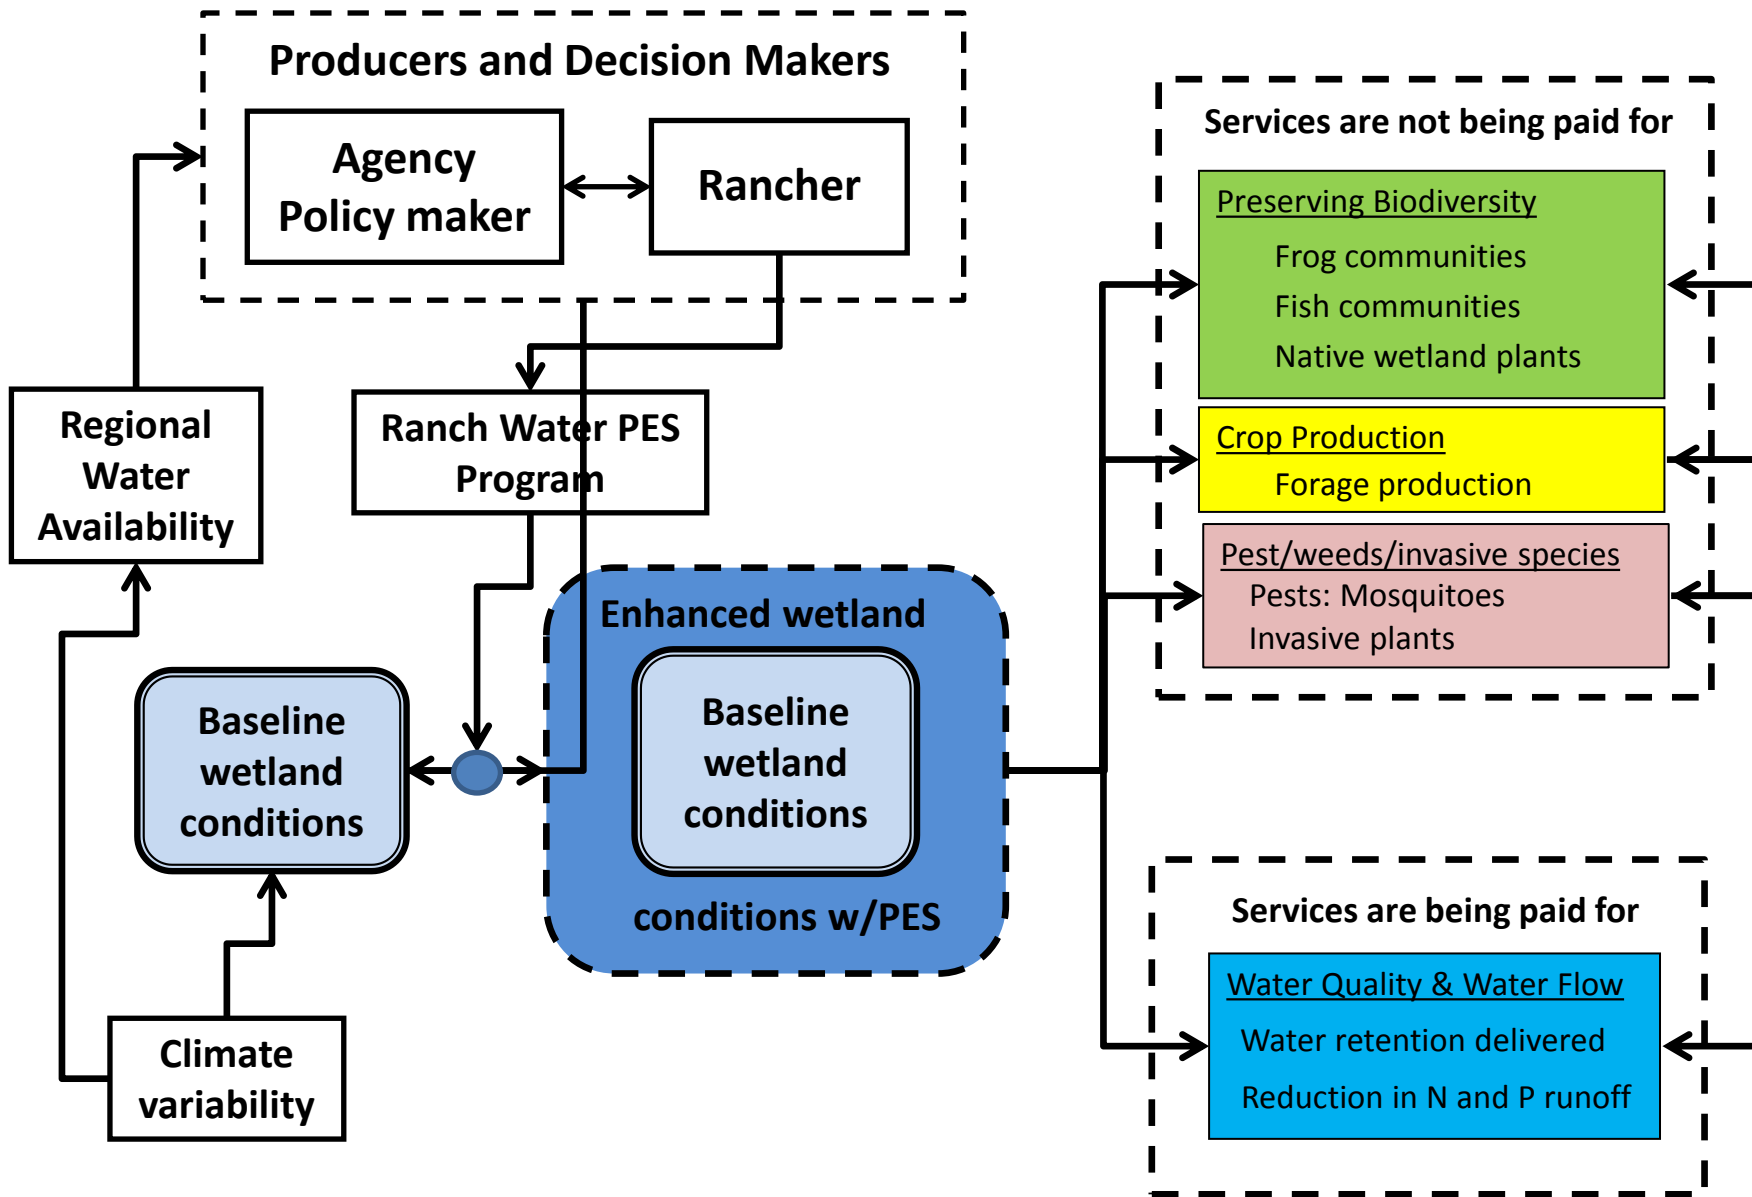 Producers and Decision Makers
Agency
Policy maker
Rancher
Regional
Water
Availability
Ranch Water PES
Program
Baseline
wetland
conditions
Climate
variability
Enhanced wetland
Baseline
wetland
conditions
conditions w/PES
Services are not being paid for
Preserving Biodiversity
Frog communities
Fish communities
Native wetland plants
Crop Production
Forage production
Pest/weeds/invasive species
Pests: Mosquitoes
Invasive plants
Services are being paid for
Water Quality & Water Flow
Water retention delivered
Reduction in N and P runoff